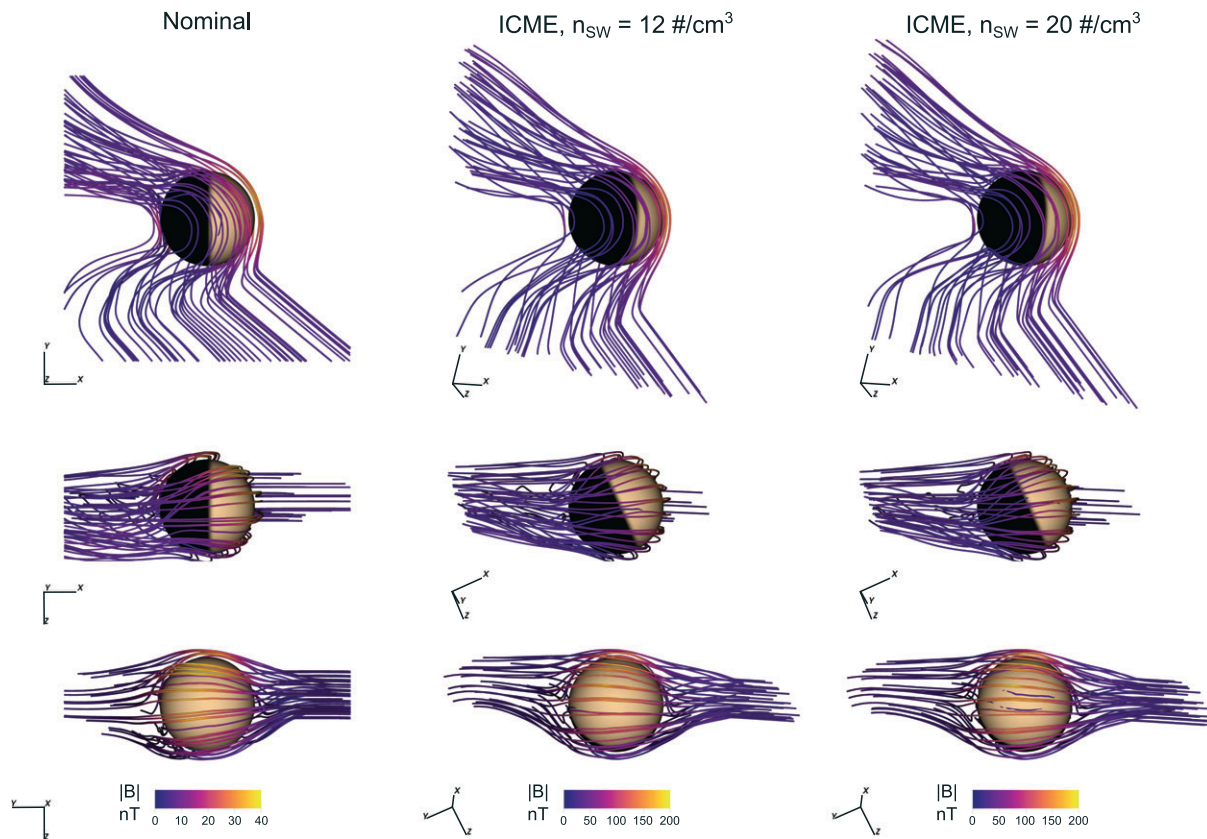 Nominal
ICME, nSW = 12 #/cm³
ICME, nSW = 20 #/cm³
Y
Z
X
Y
X
Z
Y
X
Z
Y
X
Z
X
Y
Z
X
Y
Z
Y
X
Z
X
Y
Z
X
Y
Z
|B|
nT
0 10 20 30 40
|B|
nT
0 50 100 150 200
|B|
nT
0 50 100 150 200